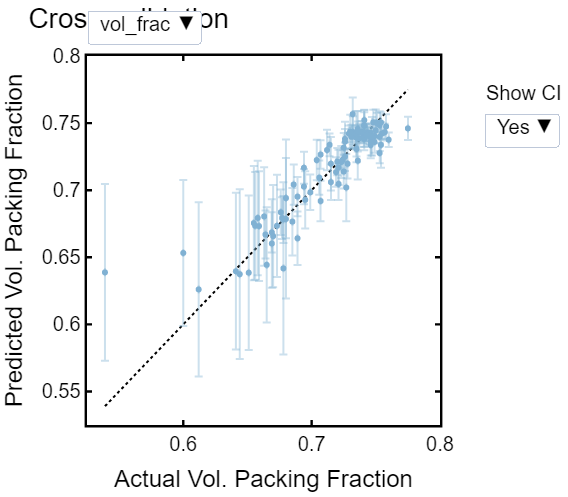 vol_frac ▼
0.8
0.75
0.7
0.65
0.6
0.55
Predicted Vol. Packing Fraction
0.6 0.7 0.8
Actual Vol. Packing Fraction
Show CI
Yes ▼